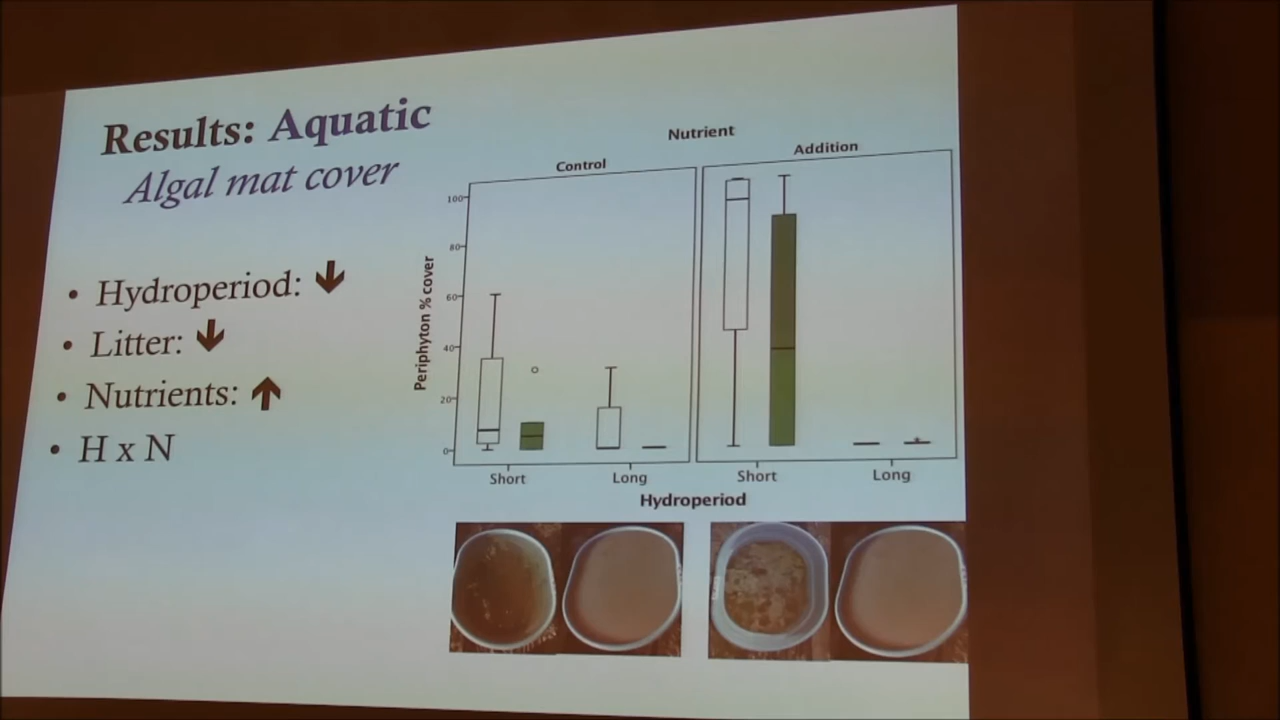 Results: Aquatic
Algal mat cover
• Hydroperiod: ↓
• Litter: ↓
• Nutrients: ↑
• H x N
Nutrient
Control
Addition
Periphyton % cover
100
80
60
40
20
0
Short
Long
Short
Long
Hydroperiod